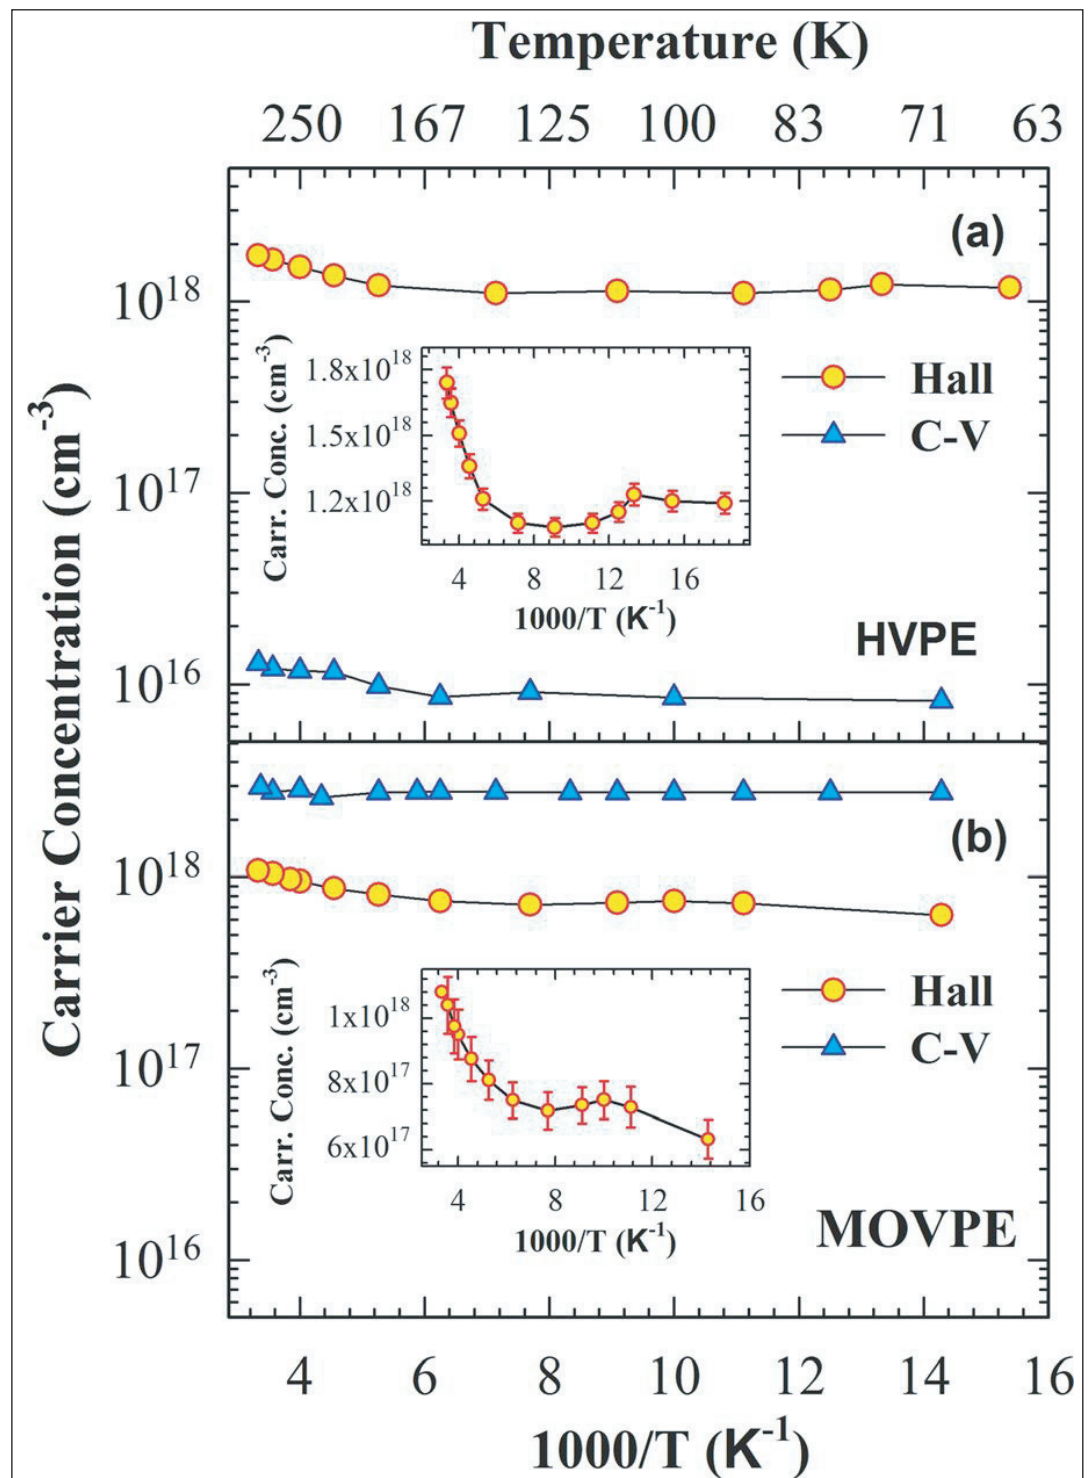 Temperature (K)
250 167 125 100 83 71 63
(a)
10^18
10^17
10^16
Hall
C-V
Carr. Conc. (cm^-3)
1.8x10^18
1.5x10^18
1.2x10^18
4 8 12 16
1000/T (K^-1)
HVPE
Carrier Concentration (cm^-3)
(b)
10^18
10^17
10^16
Hall
C-V
Carr. Conc. (cm^-3)
1x10^18
8x10^17
6x10^17
4 8 12 16
1000/T (K^-1)
MOVPE
4 6 8 10 12 14 16
1000/T (K^-1)